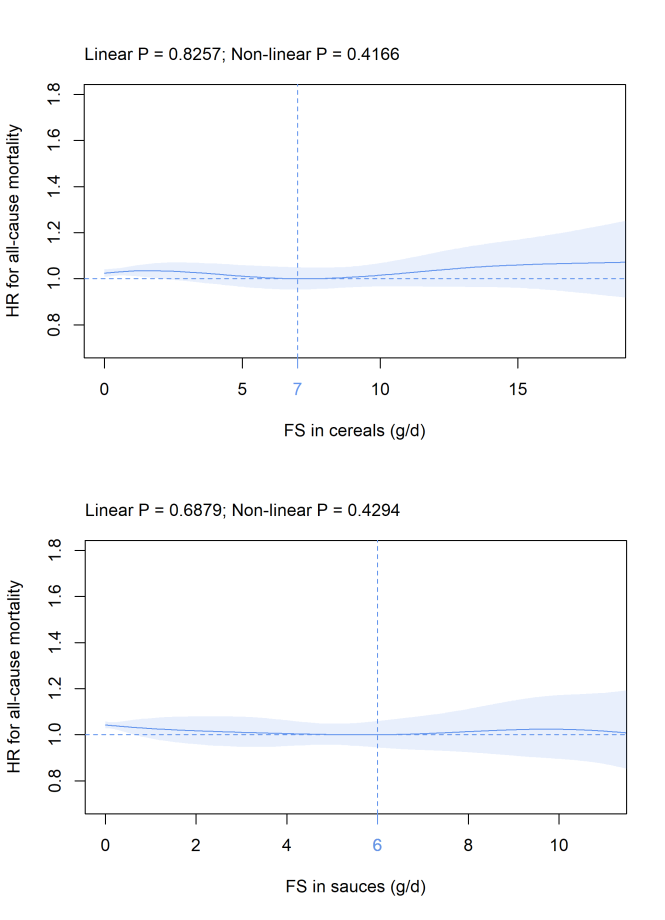 Linear P = 0.8257; Non-linear P = 0.4166
HR for all-cause mortality
1.8
1.6
1.4
1.2
1.0
0.8
0 5 7 10 15
FS in cereals (g/d)
Linear P = 0.6879; Non-linear P = 0.4294
HR for all-cause mortality
1.8
1.6
1.4
1.2
1.0
0.8
0 2 4 6 8 10
FS in sauces (g/d)